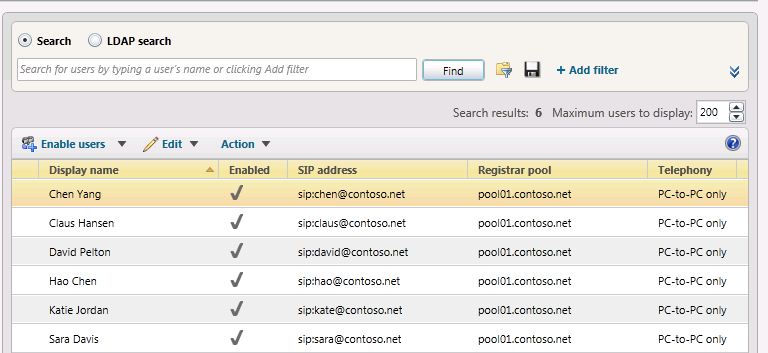 Search LDAP search
Search for users by typing a user's name or clicking Add filter Find + Add filter
Search results: 6 Maximum users to display: 200
Enable users Edit Action ?
Display name Enabled SIP address Registrar pool Telephony
Chen Yang sip:chen@contoso.net pool01.contoso.net PC-to-PC only
Claus Hansen sip:claus@contoso.net pool01.contoso.net PC-to-PC only
David Pelton sip:david@contoso.net pool01.contoso.net PC-to-PC only
Hao Chen sip:hao@contoso.net pool01.contoso.net PC-to-PC only
Katie Jordan sip:kate@contoso.net pool01.contoso.net PC-to-PC only
Sara Davis sip:sara@contoso.net pool01.contoso.net PC-to-PC only